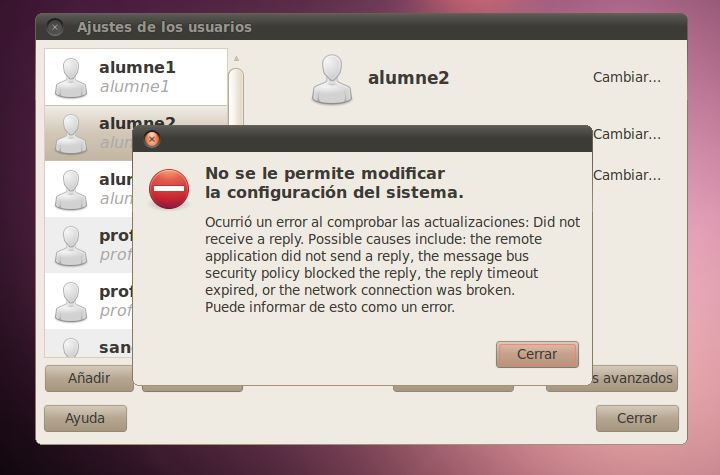 Ajustes de los usuarios
alumne1
alumne1
alumne2
alumne2
Cambiar...
Cambiar...
Cambiar...
No se le permite modificar
la configuración del sistema.
Ocurrió un error al comprobar las actualizaciones: Did not
receive a reply. Possible causes include: the remote
application did not send a reply, the message bus
security policy blocked the reply, the reply timeout
expired, or the network connection was broken.
Puede informar de esto como un error.
Cerrar
Añadir
s avanzados
Ayuda
Cerrar